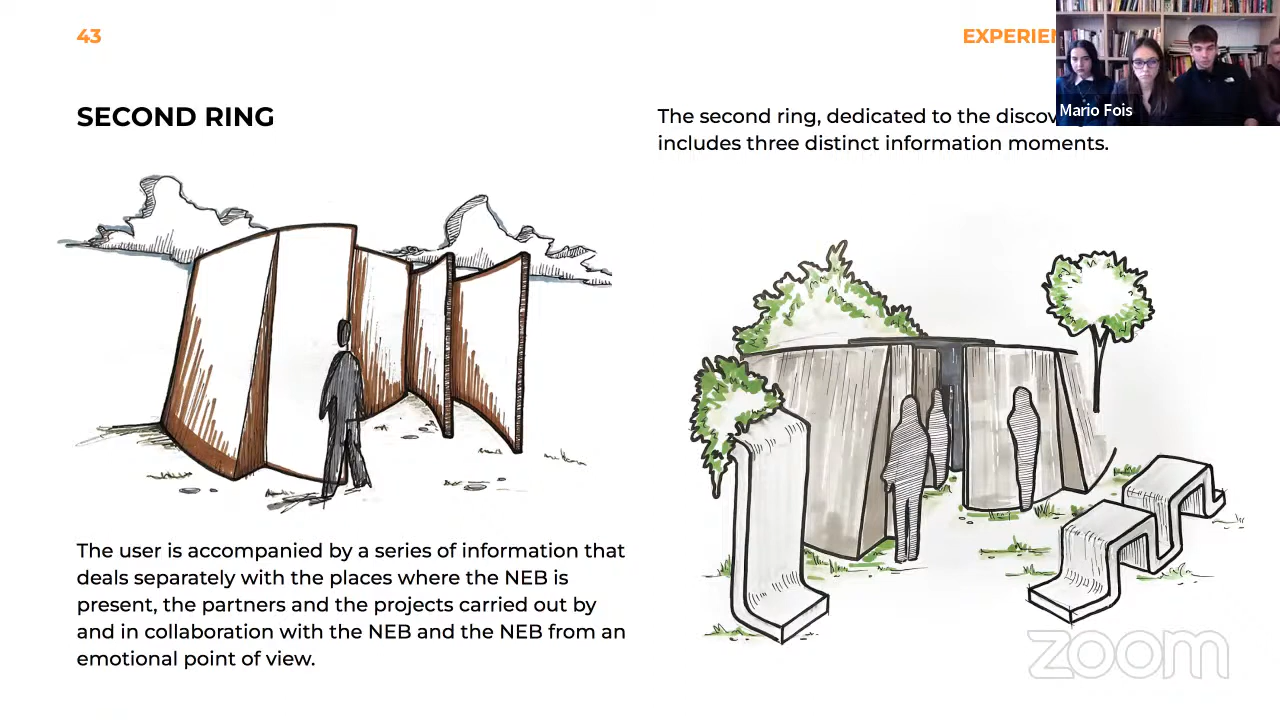 43
SECOND RING
The user is accompanied by a series of information that
deals separately with the places where the NEB is
present, the partners and the projects carried out by
and in collaboration with the NEB and the NEB from an
emotional point of view.
The second ring, dedicated to the
includes three distinct information moments.
Mario Fois
zoom